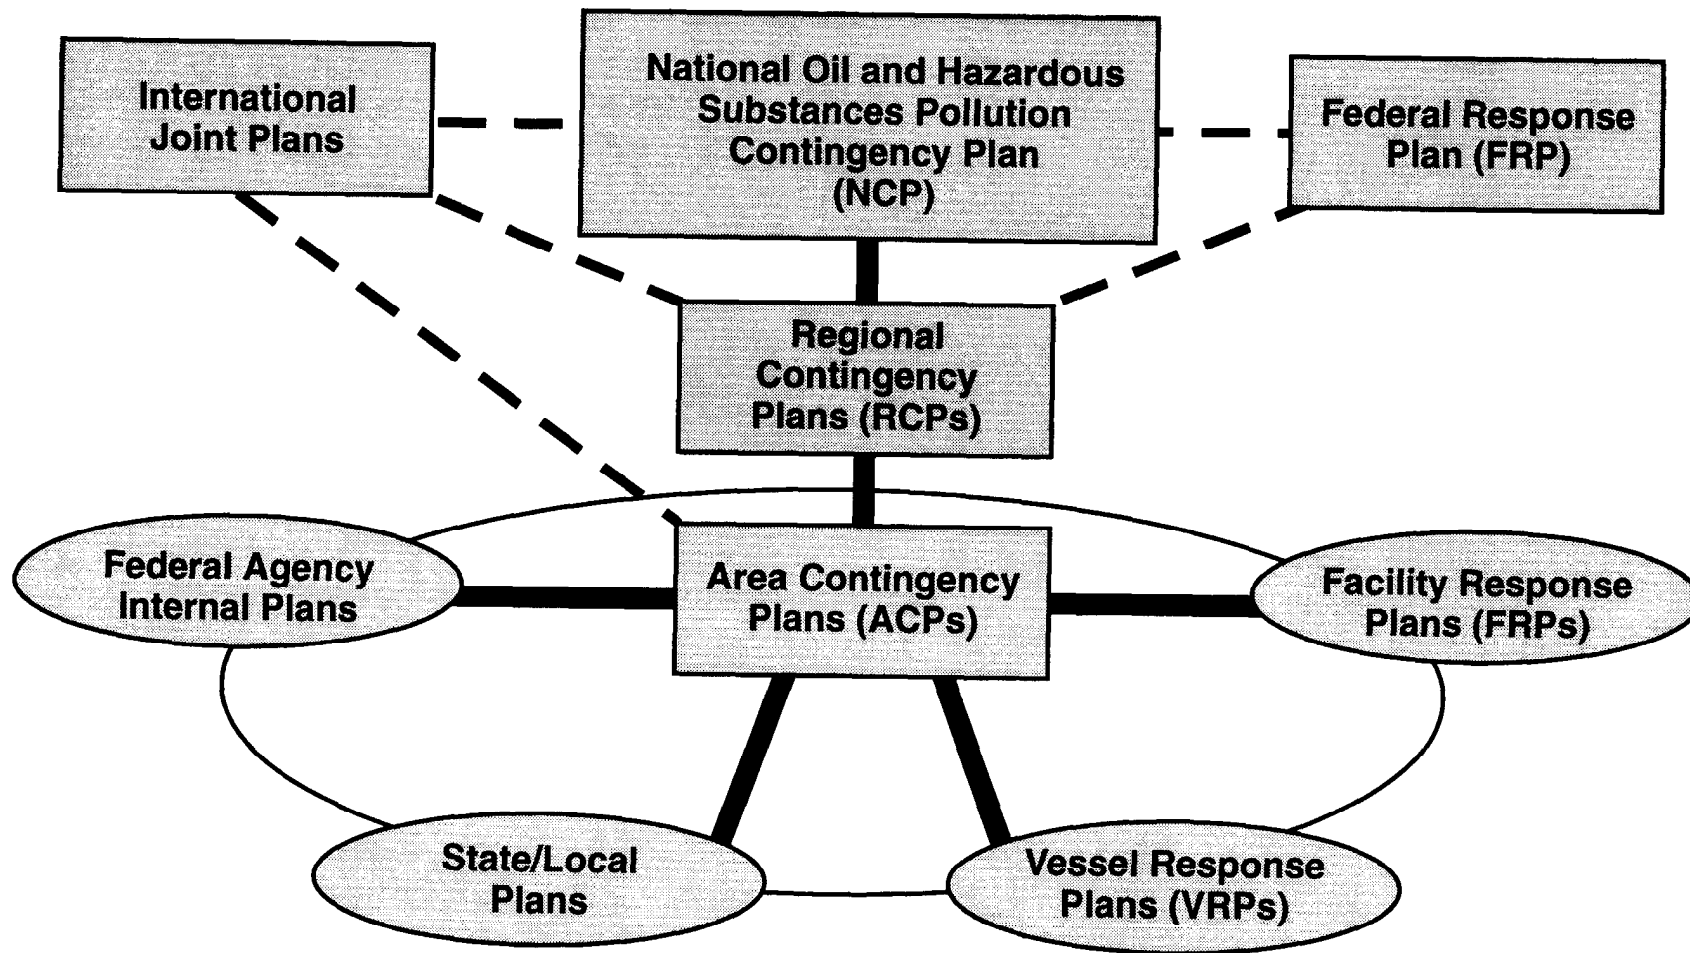 International
Joint Plans
National Oil and Hazardous
Substances Pollution
Contingency Plan
(NCP)
Federal Response
Plan (FRP)
Regional
Contingency
Plans (RCPs)
Federal Agency
Internal Plans
Area Contingency
Plans (ACPs)
Facility Response
Plans (FRPs)
State/Local
Plans
Vessel Response
Plans (VRPs)